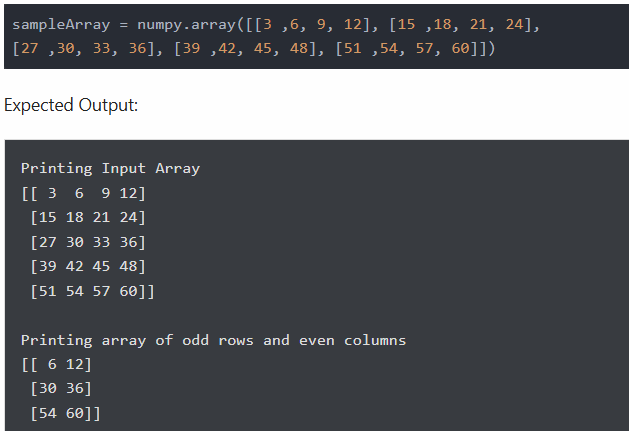 sampleArray = numpy.array([[3 ,6, 9, 12], [15 ,18, 21, 24],
[27 ,30, 33, 36], [39 ,42, 45, 48], [51 ,54, 57, 60]])
Expected Output:
Printing Input Array
[[ 3  6  9 12]
 [15 18 21 24]
 [27 30 33 36]
 [39 42 45 48]
 [51 54 57 60]]
Printing array of odd rows and even columns
[[ 6 12]
 [30 36]
 [54 60]]